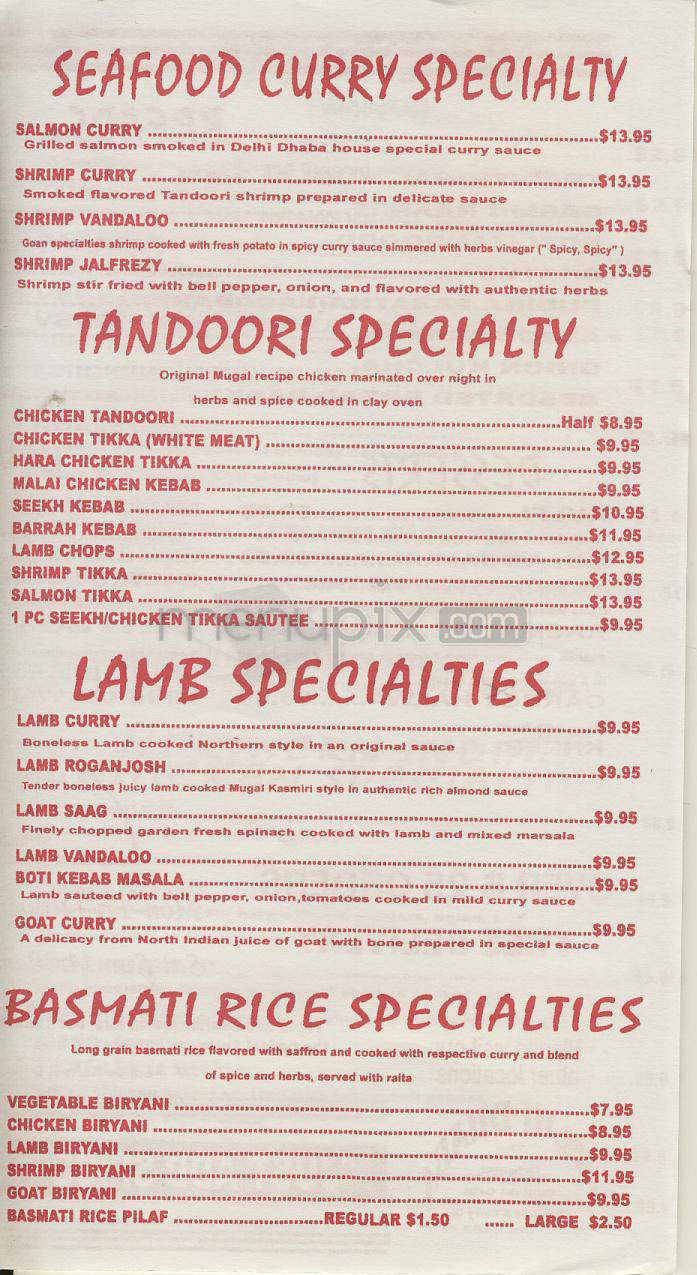 SEAFOOD CURRY SPECIALTY
SALMON CURRY ........ $13.95
Grilled salmon smoked in Delhi Dhaba house special curry sauce
SHRIMP CURRY ........ $13.95
Smoked flavored Tandoori shrimp prepared in delicate sauce
SHRIMP VANDALOO ........ $13.95
Goan specialties shrimp cooked with fresh potato in spicy curry sauce simmered with herbs vinegar (" Spicy, Spicy" )
SHRIMP JALFREZY ........ $13.95
Shrimp stir fried with bell pepper, onion, and flavored with authentic herbs
TANDOORI SPECIALTY
Original Mugal recipe chicken marinated over night in
herbs and spice cooked in clay oven
CHICKEN TANDOORI ........ Half $8.95
CHICKEN TIKKA (WHITE MEAT) ........ $9.95
HARA CHICKEN TIKKA ........ $9.95
MALAI CHICKEN KEBAB ........ $9.95
SEEKH KEBAB ........ $10.95
BARRAH KEBAB ........ $11.95
LAMB CHOPS ........ $12.95
SHRIMP TIKKA ........ $13.95
SALMON TIKKA ........ $13.95
menupix.com
1 PC SEEKH/CHICKEN TIKKA SAUTEE ........ $9.95
LAMB SPECIALTIES
LAMB CURRY ........ $9.95
Boneless Lamb cooked Northern style in an original sauce
LAMB ROGANJOSH ........ $9.95
Tender boneless juicy lamb cooked Mugal Kasmiri style in authentic rich almond sauce
LAMB SAAG ........ $9.95
Finely chopped garden fresh spinach cooked with lamb and mixed marsala
LAMB VANDALOO ........ $9.95
BOTI KEBAB MASALA ........ $9.95
Lamb sauteed with bell pepper, onion,tomatoes cooked in mild curry sauce
GOAT CURRY ........ $9.95
A delicacy from North Indian juice of goat with bone prepared in special sauce
BASMATI RICE SPECIALTIES
Long grain basmati rice flavored with saffron and cooked with respective curry and blend
of spice and herbs, served with raita
VEGETABLE BIRYANI ........ $7.95
CHICKEN BIRYANI ........ $8.95
LAMB BIRYANI ........ $9.95
SHRIMP BIRYANI ........ $11.95
GOAT BIRYANI ........ $9.95
BASMATI RICE PILAF ........ REGULAR $1.50 ...... LARGE $2.50